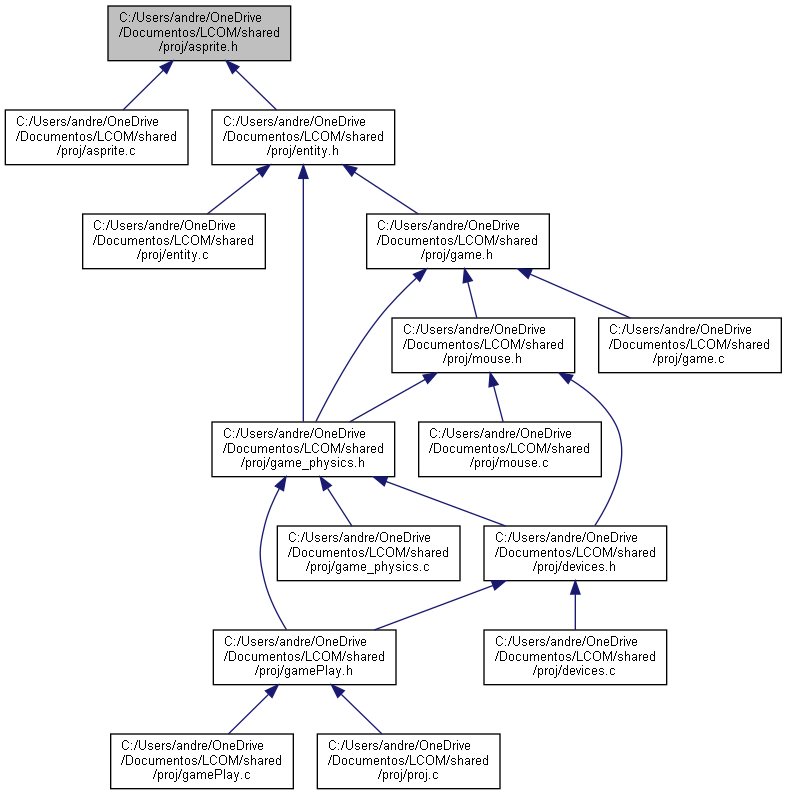 C:/Users/andre/OneDrive
/Documentos/LCOM/shared
/proj/asprite.h
C:/Users/andre/OneDrive
/Documentos/LCOM/shared
/proj/asprite.c
C:/Users/andre/OneDrive
/Documentos/LCOM/shared
/proj/entity.h
C:/Users/andre/OneDrive
/Documentos/LCOM/shared
/proj/entity.c
C:/Users/andre/OneDrive
/Documentos/LCOM/shared
/proj/game.h
C:/Users/andre/OneDrive
/Documentos/LCOM/shared
/proj/mouse.h
C:/Users/andre/OneDrive
/Documentos/LCOM/shared
/proj/game.c
C:/Users/andre/OneDrive
/Documentos/LCOM/shared
/proj/game_physics.h
C:/Users/andre/OneDrive
/Documentos/LCOM/shared
/proj/mouse.c
C:/Users/andre/OneDrive
/Documentos/LCOM/shared
/proj/game_physics.c
C:/Users/andre/OneDrive
/Documentos/LCOM/shared
/proj/devices.h
C:/Users/andre/OneDrive
/Documentos/LCOM/shared
/proj/gamePlay.h
C:/Users/andre/OneDrive
/Documentos/LCOM/shared
/proj/devices.c
C:/Users/andre/OneDrive
/Documentos/LCOM/shared
/proj/gamePlay.c
C:/Users/andre/OneDrive
/Documentos/LCOM/shared
/proj/proj.c